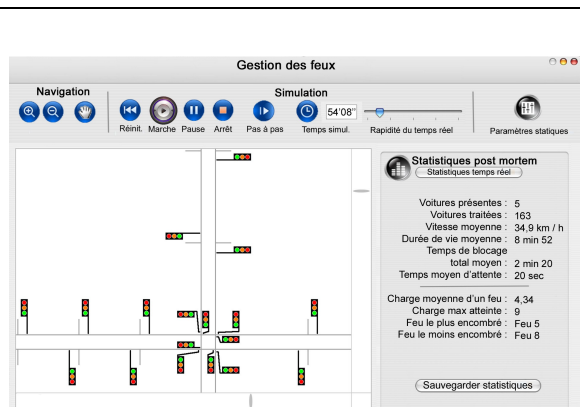 Gestion des feux
Navigation
Simulation
54'08"
Réinit. Marche Pause Arrêt Pas à pas Temps simul. Rapidité du temps réel Paramètres statiques
Statistiques post mortem
Statistiques temps réel
Voitures présentes : 5
Voitures traitées : 163
Vitesse moyenne : 34,9 km / h
Durée de vie moyenne : 8 min 52
Temps de blocage
total moyen : 2 min 20
Temps moyen d'attente : 20 sec
Charge moyenne d'un feu : 4,34
Charge max atteinte : 9
Feu le plus encombré : Feu 5
Feu le moins encombré : Feu 8
Sauvegarder statistiques